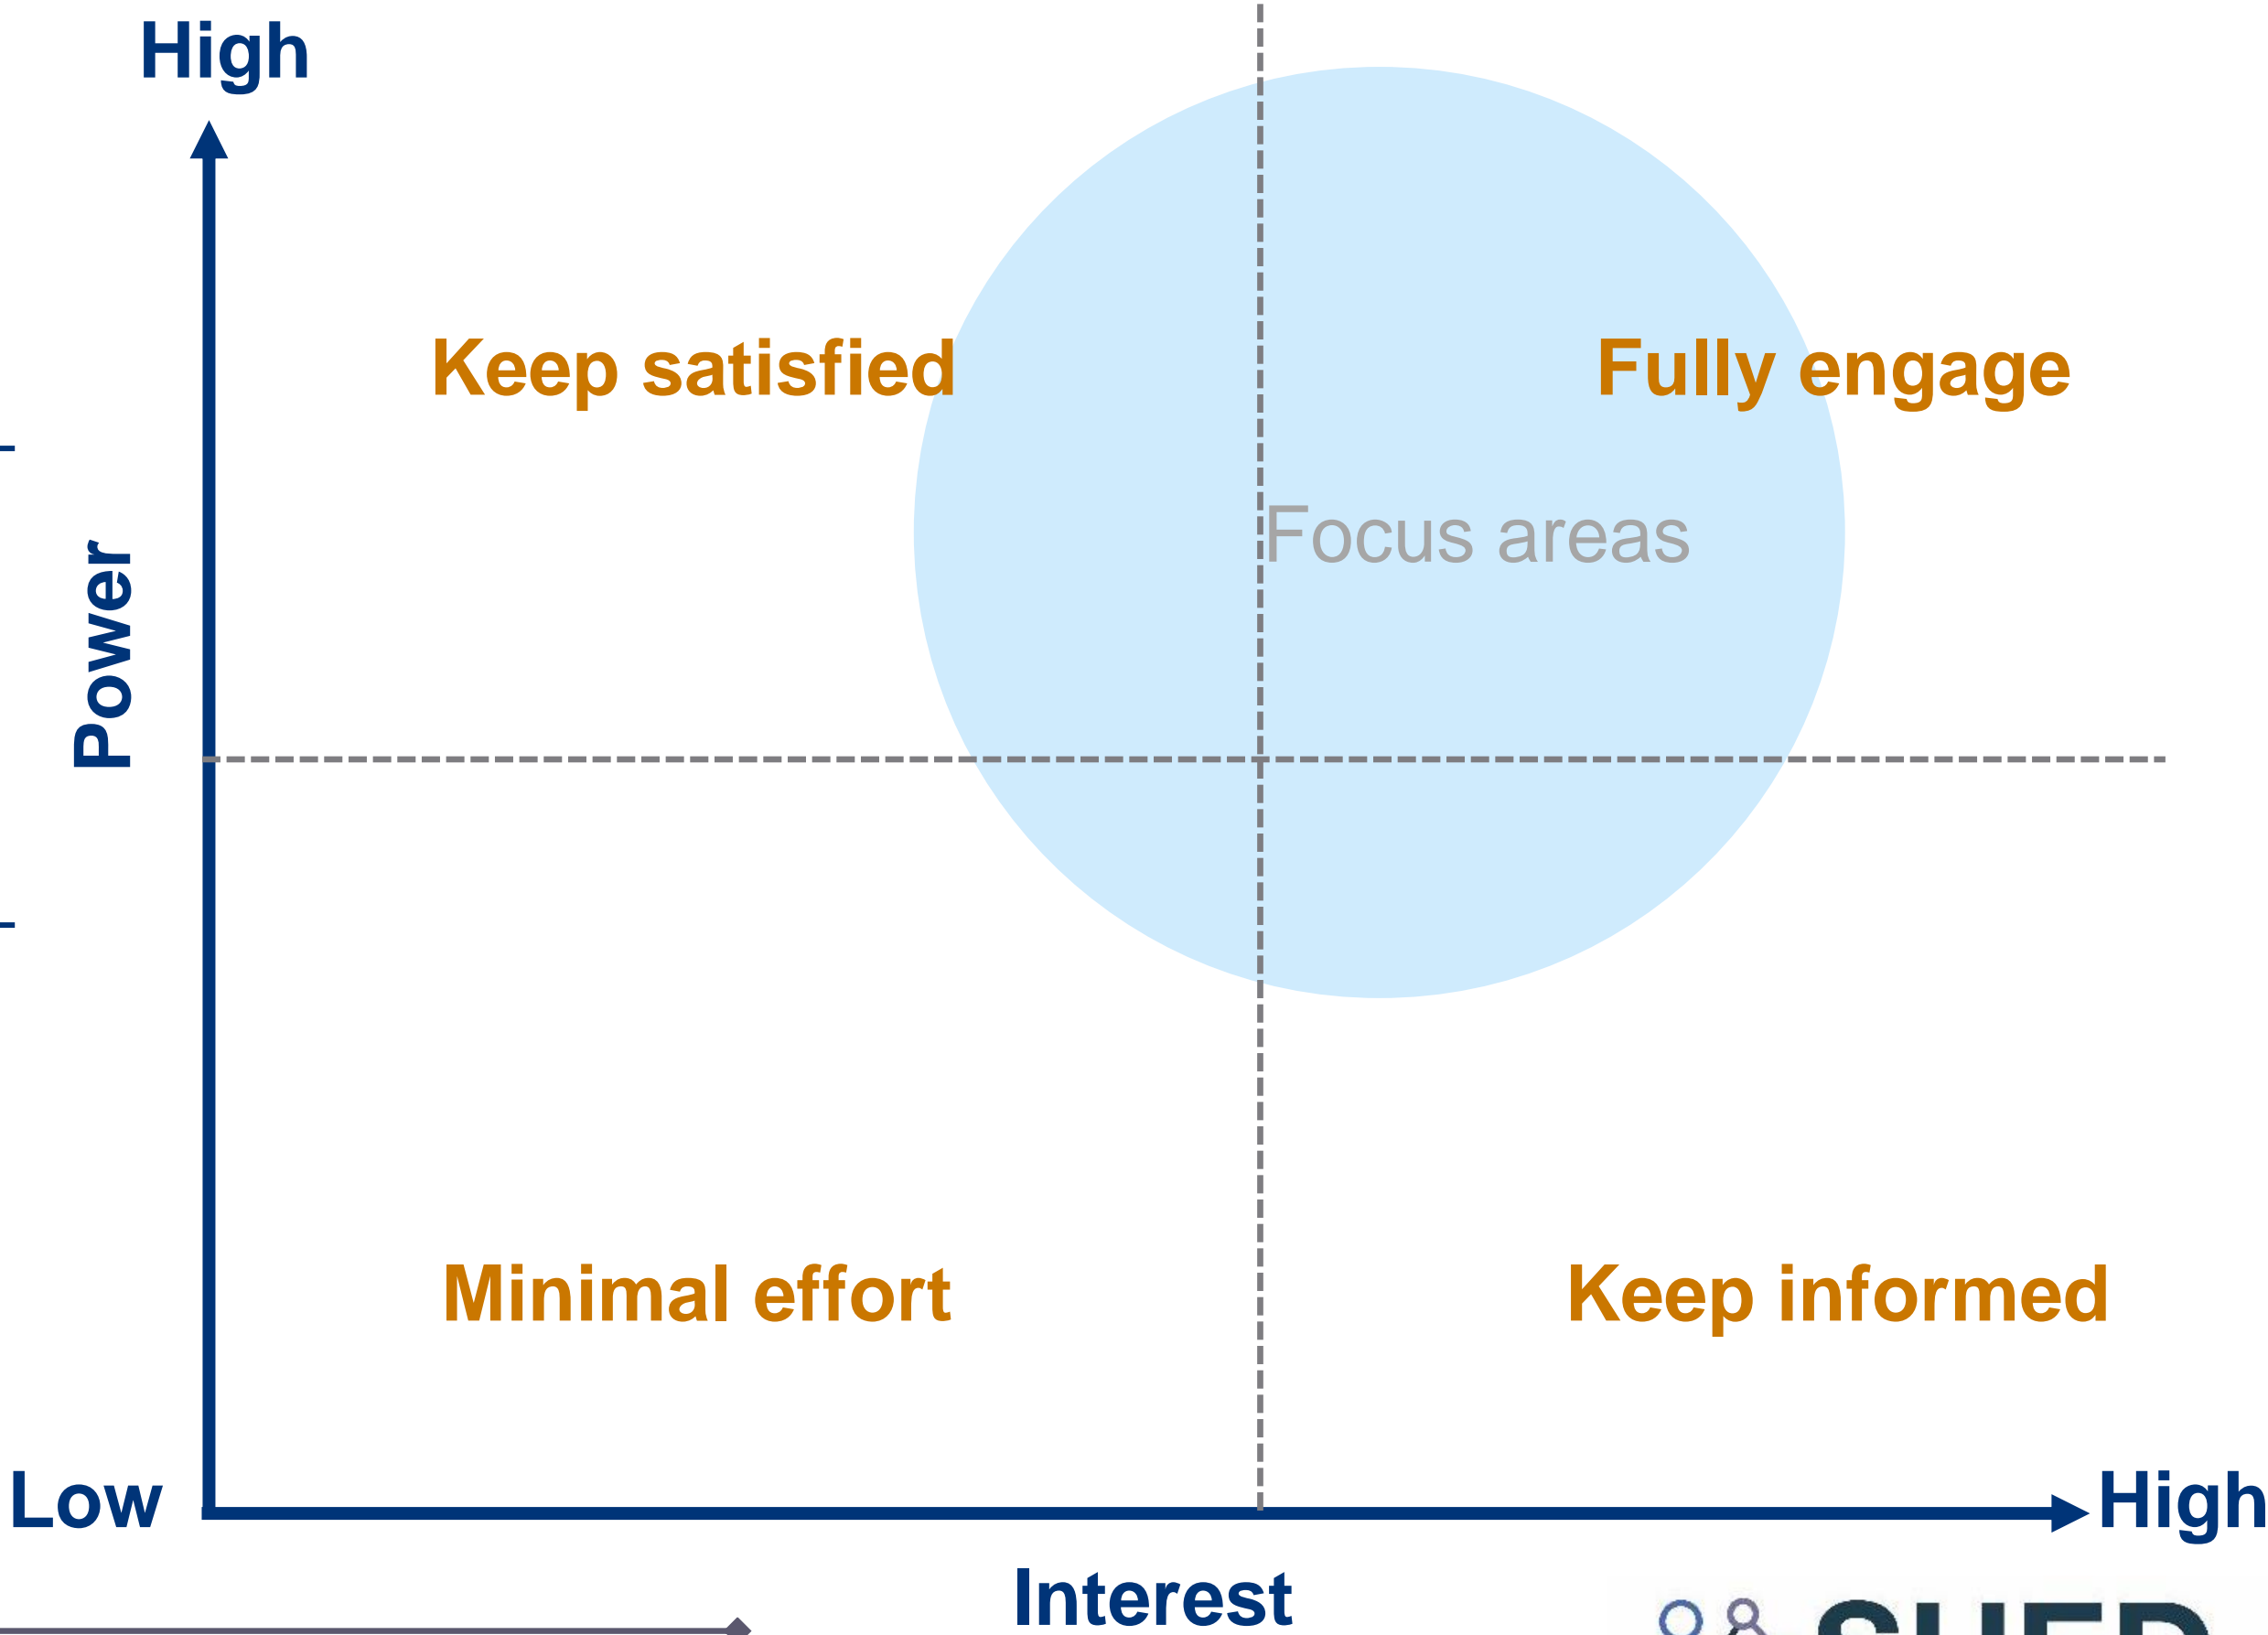 High
Keep satisfied
Fully engage
Focus areas
Power
Minimal effort
Keep informed
Low
High
Interest